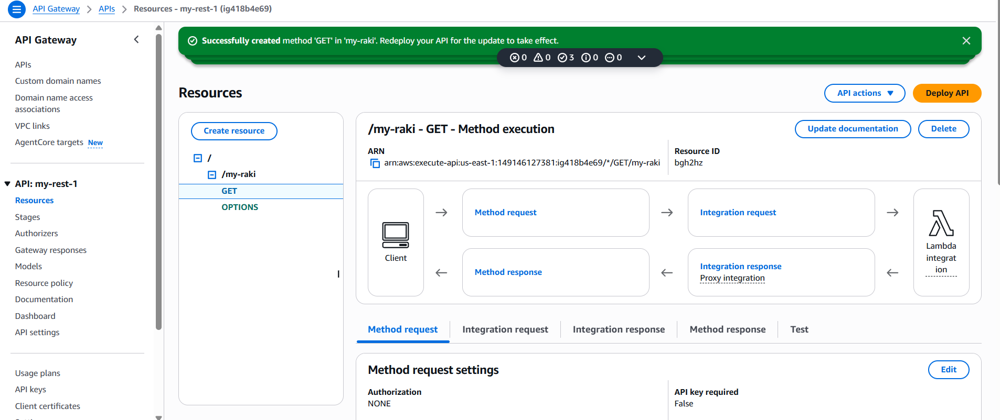 API Gateway > APIs > Resources - my-rest-1 (ig418b4e69)
API Gateway
APIs
Custom domain names
Domain name access
associations
VPC links
AgentCore targets New
API: my-rest-1
Resources
Stages
Authorizers
Gateway responses
Models
Resource policy
Documentation
Dashboard
API settings
Usage plans
API keys
Client certificates
Successfully created method 'GET' in 'my-raki'. Redeploy your API for the update to take effect.
0 0 3 0 0
Resources
API actions
Deploy API
Create resource
/
/my-raki
GET
OPTIONS
/my-raki - GET - Method execution
Update documentation
Delete
ARN
arn:aws:execute-api:us-east-1:149146127381:ig418b4e69/*/GET/my-raki
Resource ID
bgh2hz
Client
Method request
Integration request
Method response
Integration response
Proxy integration
Lambda
integrat
ion
Method request
Integration request
Integration response
Method response
Test
Method request settings
Edit
Authorization
NONE
API key required
False